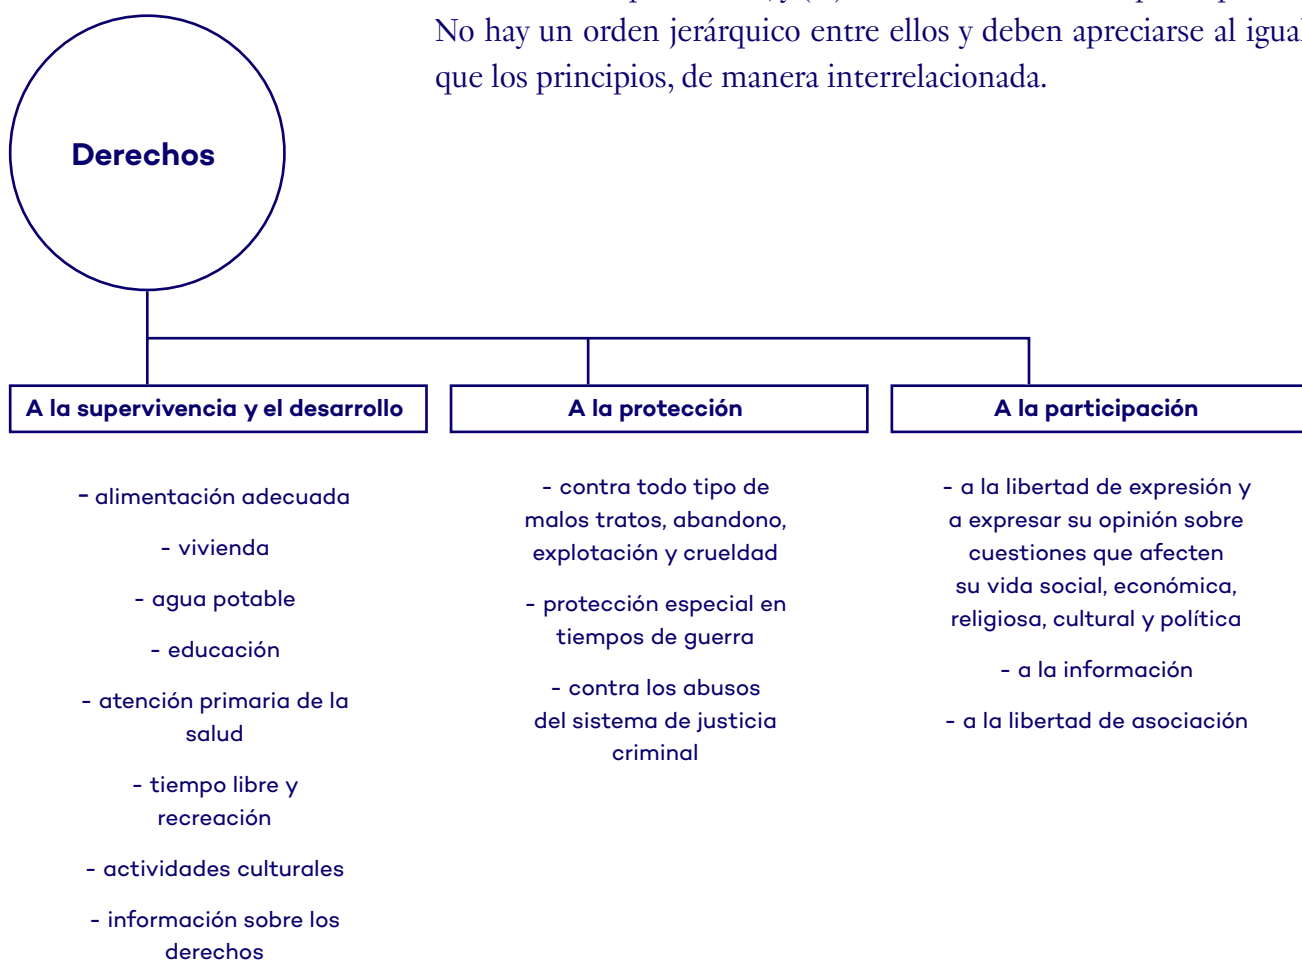 No hay un orden jerárquico entre ellos y deben apreciarse al igual
que los principios, de manera interrelacionada.
Derechos
A la supervivencia y el desarrollo
- alimentación adecuada
- vivienda
- agua potable
- educación
- atención primaria de la
salud
- tiempo libre y
recreación
- actividades culturales
- información sobre los
derechos
A la protección
- contra todo tipo de
malos tratos, abandono,
explotación y crueldad
- protección especial en
tiempos de guerra
- contra los abusos
del sistema de justicia
criminal
A la participación
- a la libertad de expresión y
a expresar su opinión sobre
cuestiones que afecten
su vida social, económica,
religiosa, cultural y política
- a la información
- a la libertad de asociación